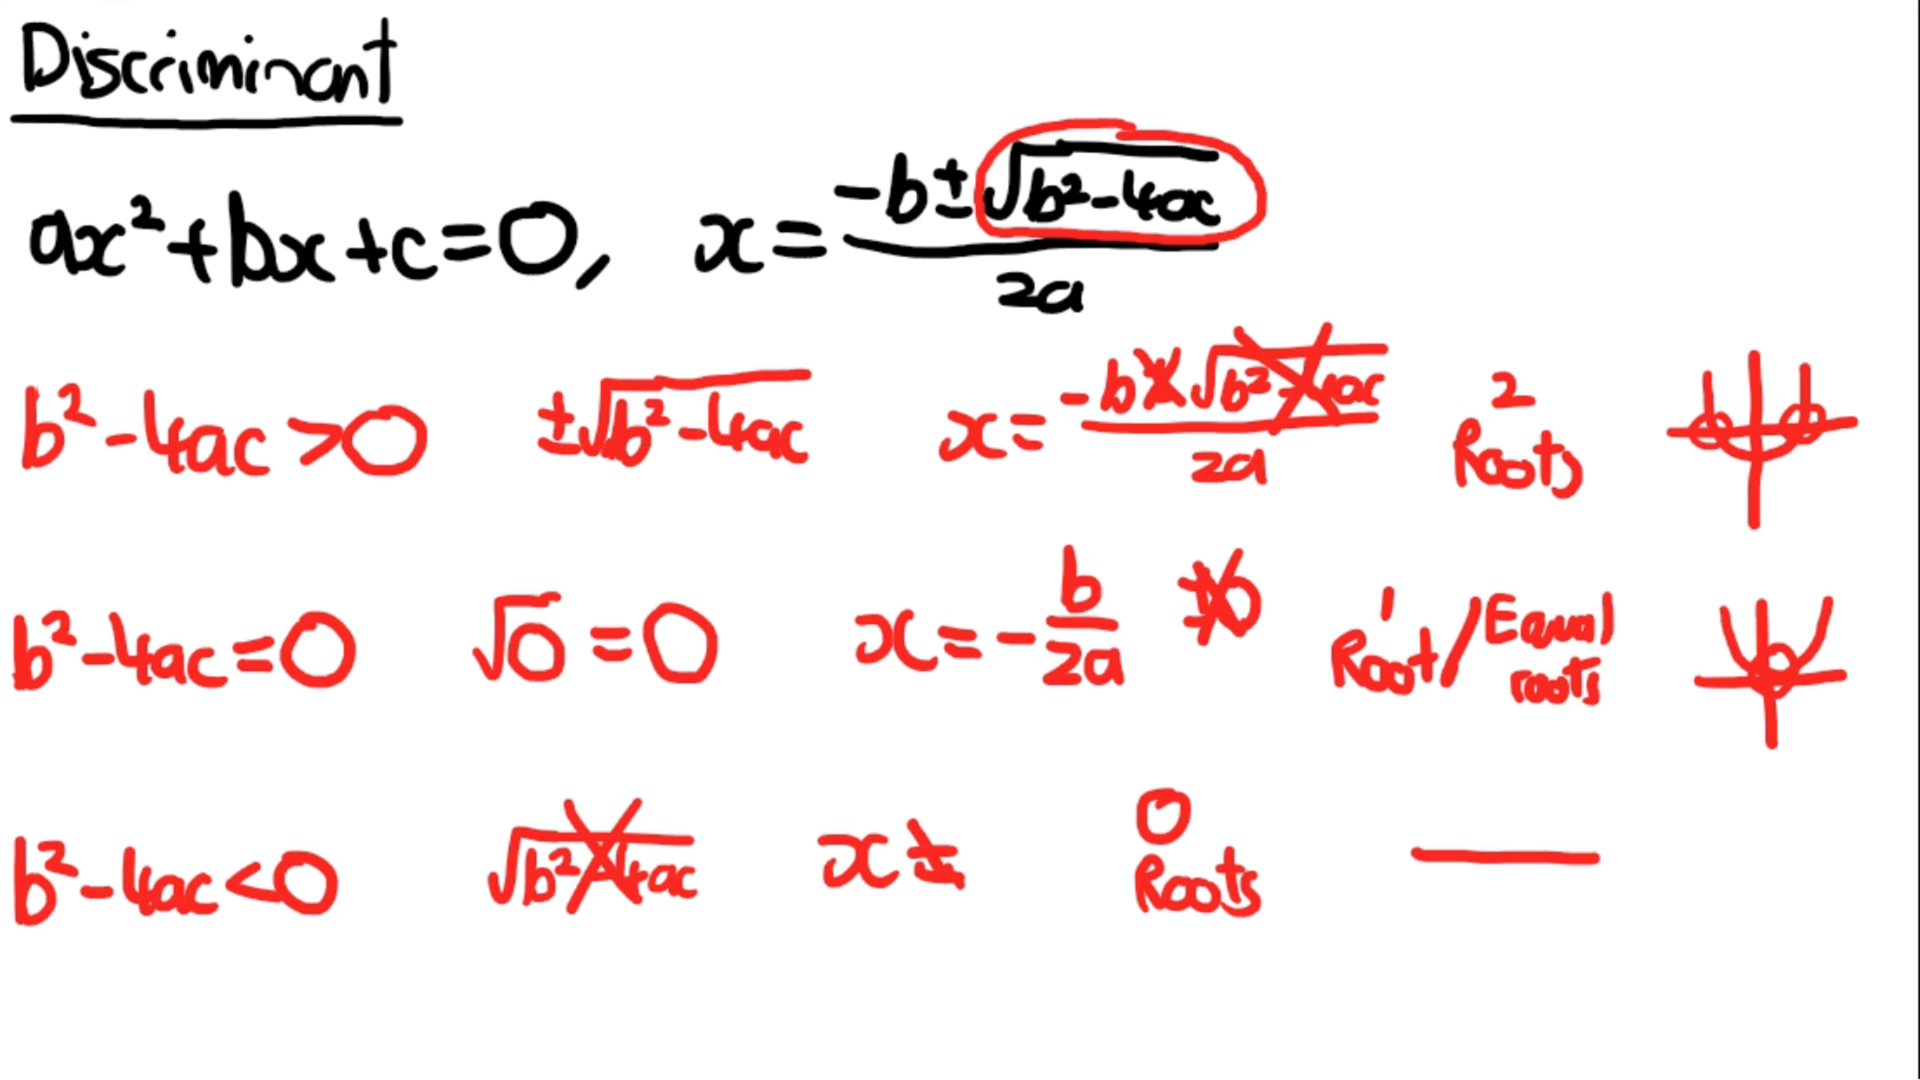 Discriminant
ax²+bx+c=0, x=(-b±√(b²-4ac))/2a
b²-4ac>0 ±√(b²-4ac) x=(-b±√(b²-4ac))/2a 2 Roots
b²-4ac=0 √0=0 x=-b/2a ±0 1 Root/Equal roots
b²-4ac<0 √(b²-4ac) x= 0 Roots